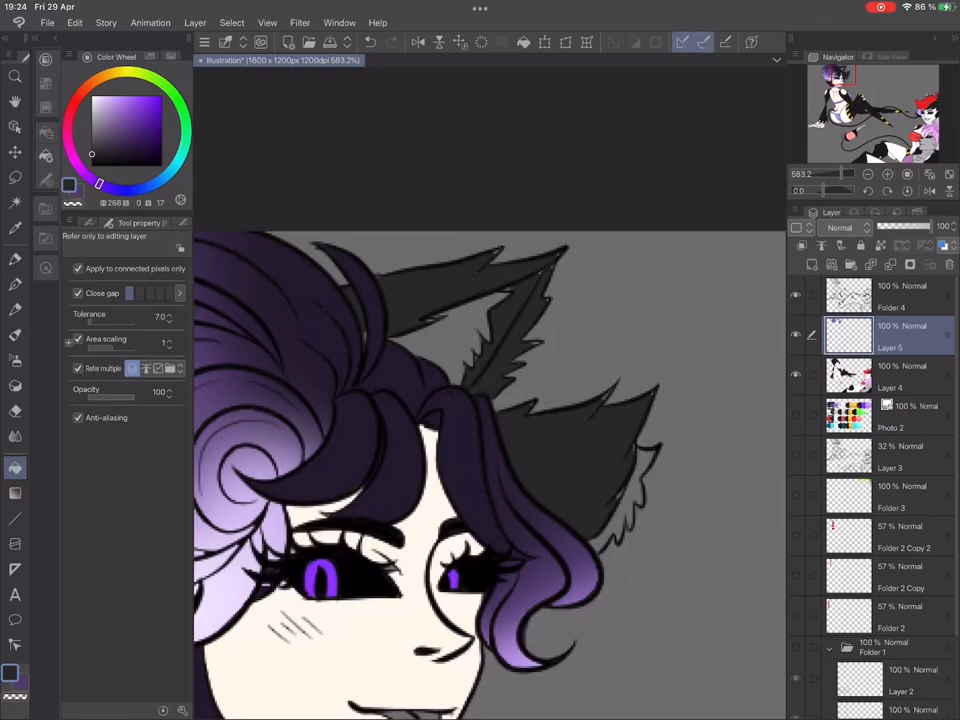 19:24 Fri 29 Apr
86 %
File Edit Story Animation Layer Select View Filter Window Help
Color Wheel
Illustration* (1600 x 1200px 1200dpi 583.2%)
Navigator
Sub View
583.2
0.0
H 268 S 0 V 17
Tool property [F
Refer only to editing layer
Apply to connected pixels only
Close gap
Tolerance 7.0
Area scaling 1
Refer multiple
Opacity 100
Anti-aliasing
Layer
Normal 100
100 % Normal
Folder 4
100 % Normal
Layer 5
100 % Normal
Layer 4
100 % Normal
Photo 2
32 % Normal
Layer 3
100 % Normal
Folder 3
57 % Normal
Folder 2 Copy 2
57 % Normal
Folder 2 Copy
57 % Normal
Folder 2
100 % Normal
Folder 1
100 % Normal
Layer 2
100 % Normal